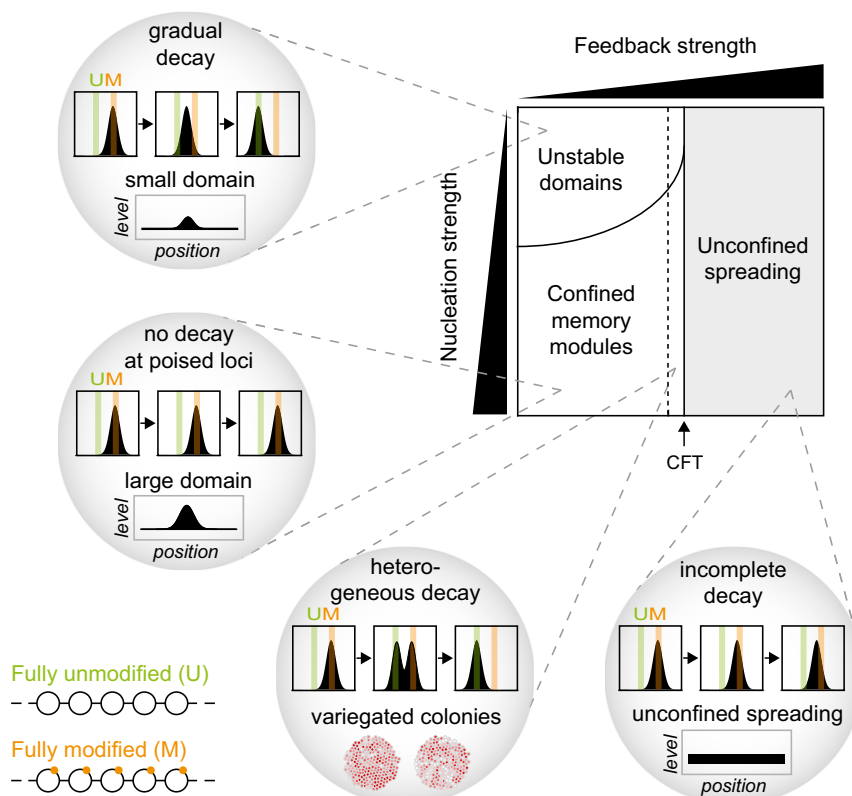 gradual
decay
UM
small domain
level
position
Feedback strength
Nucleation strength
Unstable
domains
Confined
memory
modules
Unconfined
spreading
CFT
no decay
at poised loci
UM
large domain
level
position
hetero-
geneous decay
UM
variegated colonies
incomplete
decay
UM
unconfined spreading
level
position
Fully unmodified (U)
Fully modified (M)